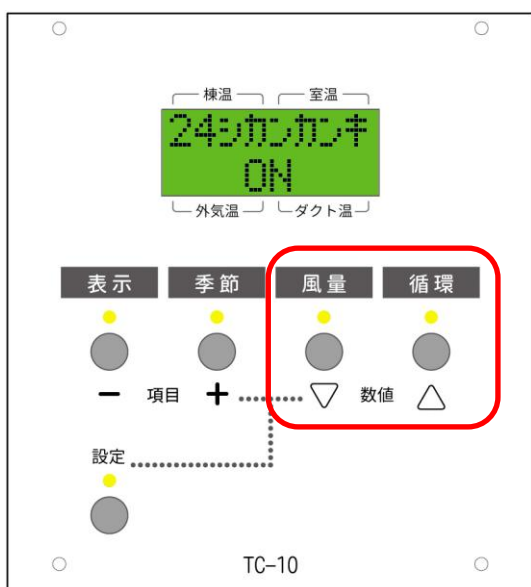 棟温 室温
24シカンカンキ
ON
外気温 ダクト温
表示 季節 風量 循環
− 項目 + ▽ 数値 △
設定
TC-10